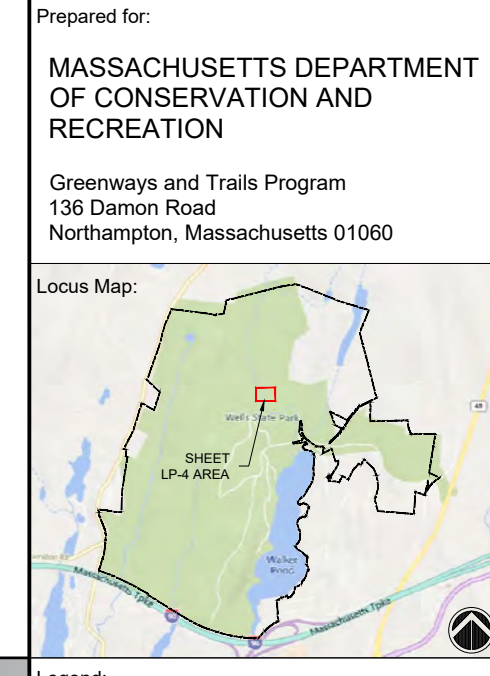 Prepared for:
MASSACHUSETTS DEPARTMENT
OF CONSERVATION AND
RECREATION
Greenways and Trails Program
136 Damon Road
Northampton, Massachusetts 01060
Locus Map:
49
Wells State Park
SHEET
LP-4 AREA
Walker
Pond
Massachusetts Tpke
Massachusetts Tpke
Legend: